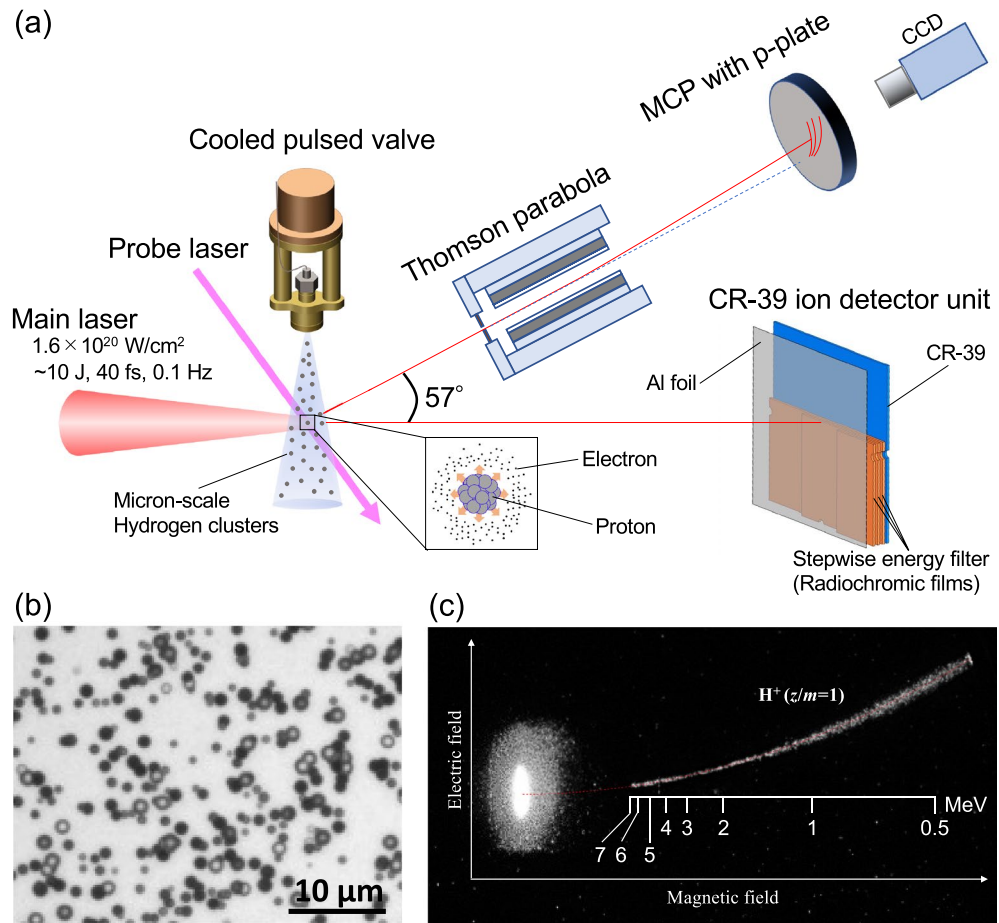 (a)
Cooled pulsed valve
Probe laser
Main laser
1.6 × 10²⁰ W/cm²
~10 J, 40 fs, 0.1 Hz
Micron-scale
Hydrogen clusters
Electron
Proton
57°
Thomson parabola
MCP with p-plate
CCD
CR-39 ion detector unit
Al foil
CR-39
Stepwise energy filter
(Radiochromic films)
(b)
10 μm
(c)
Electric field
H⁺ (z/m=1)
MeV
7 6 5 4 3 2 1 0.5
Magnetic field